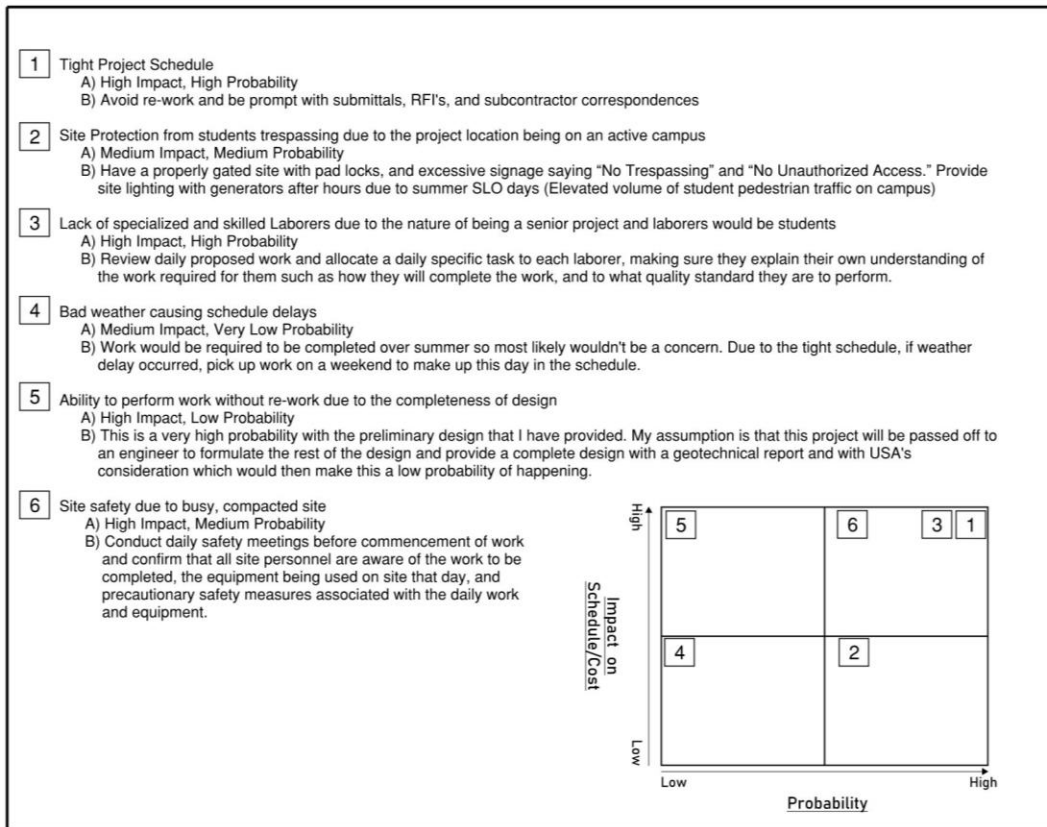 1 Tight Project Schedule
A) High Impact, High Probability
B) Avoid re-work and be prompt with submittals, RFI's, and subcontractor correspondences
2 Site Protection from students trespassing due to the project location being on an active campus
A) Medium Impact, Medium Probability
B) Have a properly gated site with pad locks, and excessive signage saying “No Trespassing” and “No Unauthorized Access.” Provide
site lighting with generators after hours due to summer SLO days (Elevated volume of student pedestrian traffic on campus)
3 Lack of specialized and skilled Laborers due to the nature of being a senior project and laborers would be students
A) High Impact, High Probability
B) Review daily proposed work and allocate a daily specific task to each laborer, making sure they explain their own understanding of
the work required for them such as how they will complete the work, and to what quality standard they are to perform.
4 Bad weather causing schedule delays
A) Medium Impact, Very Low Probability
B) Work would be required to be completed over summer so most likely wouldn't be a concern. Due to the tight schedule, if weather
delay occurred, pick up work on a weekend to make up this day in the schedule.
5 Ability to perform work without re-work due to the completeness of design
A) High Impact, Low Probability
B) This is a very high probability with the preliminary design that I have provided. My assumption is that this project will be passed off to
an engineer to formulate the rest of the design and provide a complete design with a geotechnical report and with USA's
consideration which would then make this a low probability of happening.
6 Site safety due to busy, compacted site
A) High Impact, Medium Probability
B) Conduct daily safety meetings before commencement of work
and confirm that all site personnel are aware of the work to be
completed, the equipment being used on site that day, and
precautionary safety measures associated with the daily work
and equipment.
High
Impact on
Schedule/Cost
Low
5 6 3 1
4 2
Low High
Probability